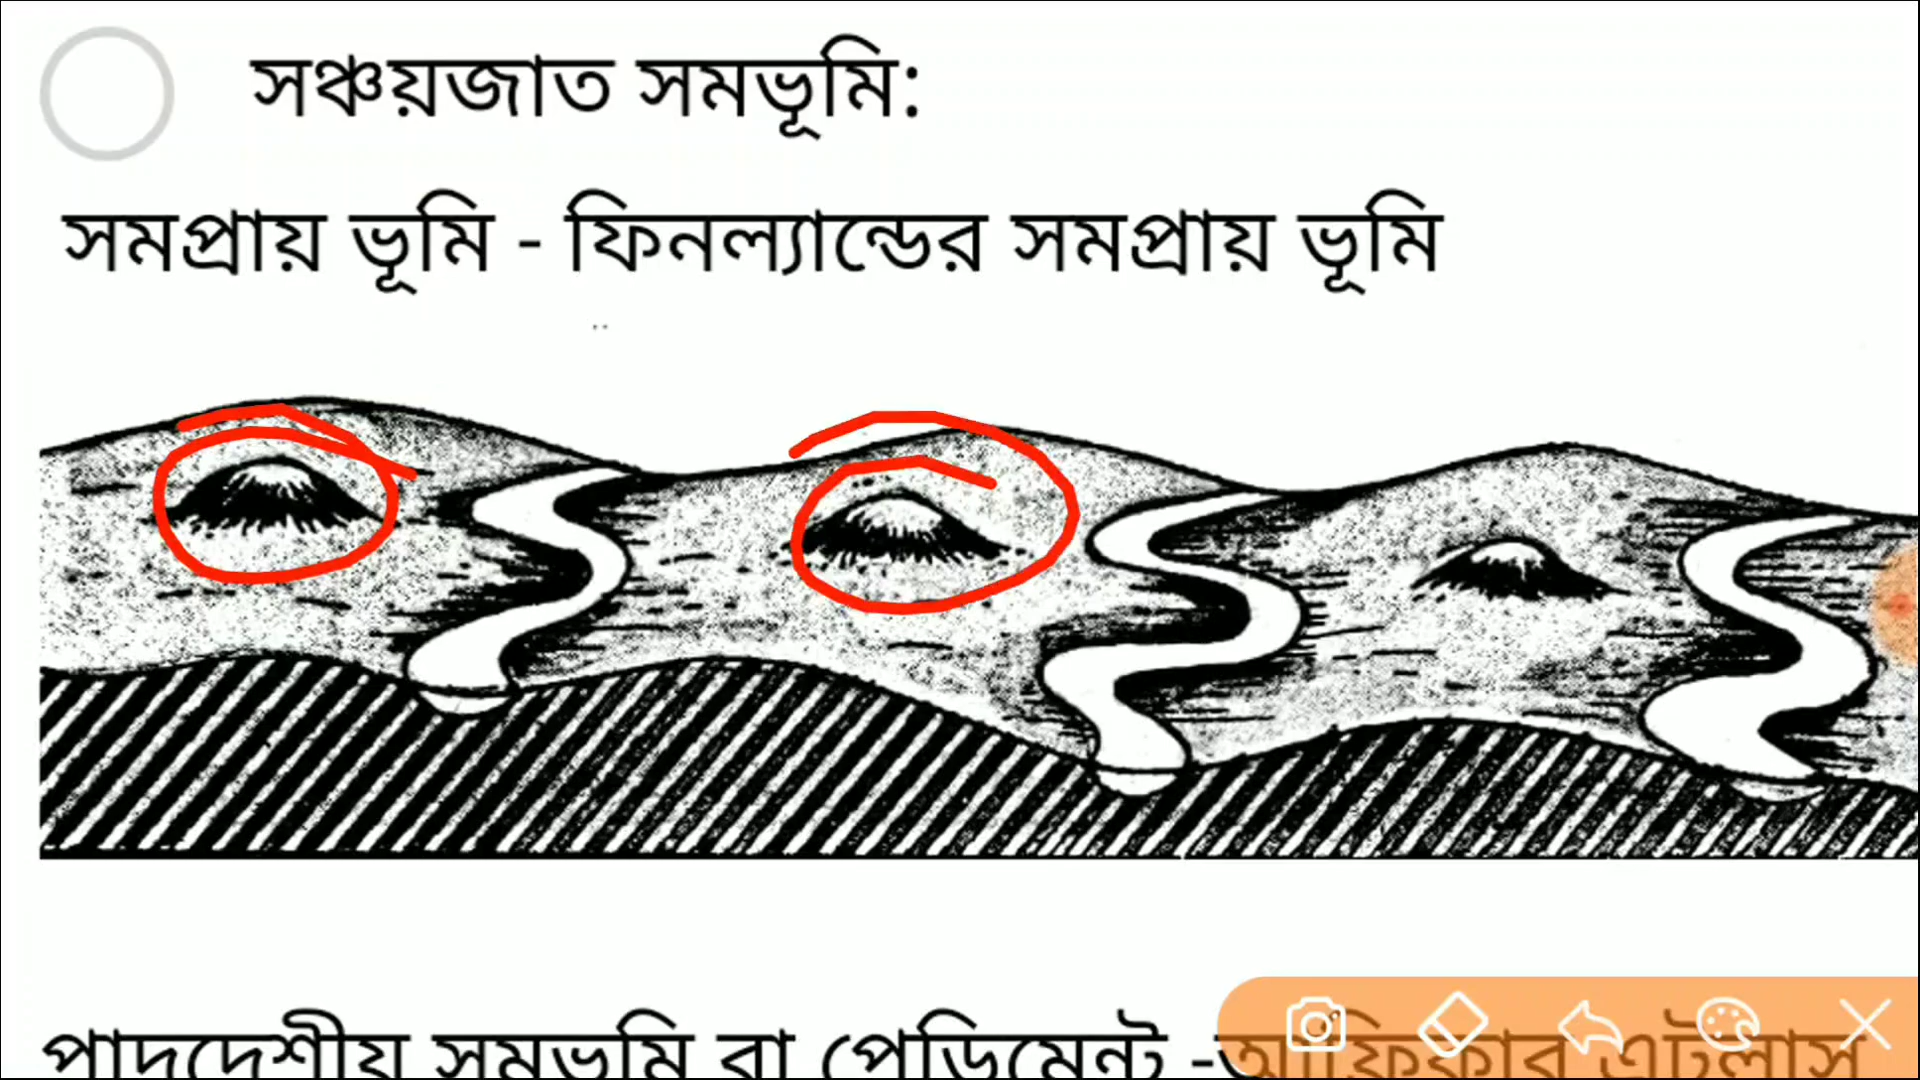 সঞ্চয়জাত সমভূমি:
সমপ্রায় ভূমি - ফিনল্যান্ডের সমপ্রায় ভূমি
পাদদেশীয় সমভূমি বা পেডিমেন্ট -আফ্রিকার এটলাস